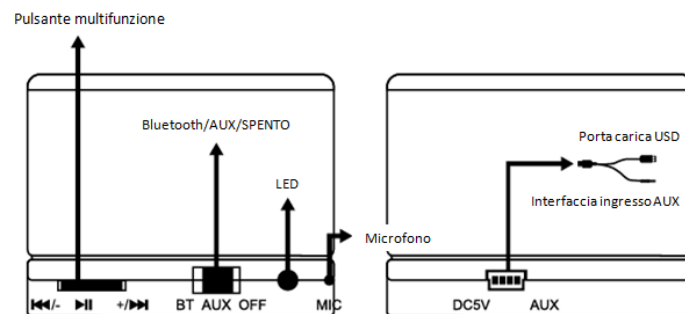 Pulsante multifunzione
Bluetooth/AUX/SPENTO
LED
Microfono
Porta carica USD
Interfaccia ingresso AUX
⏮/- ⏯ +/⏭ BT AUX OFF MIC
DC5V AUX